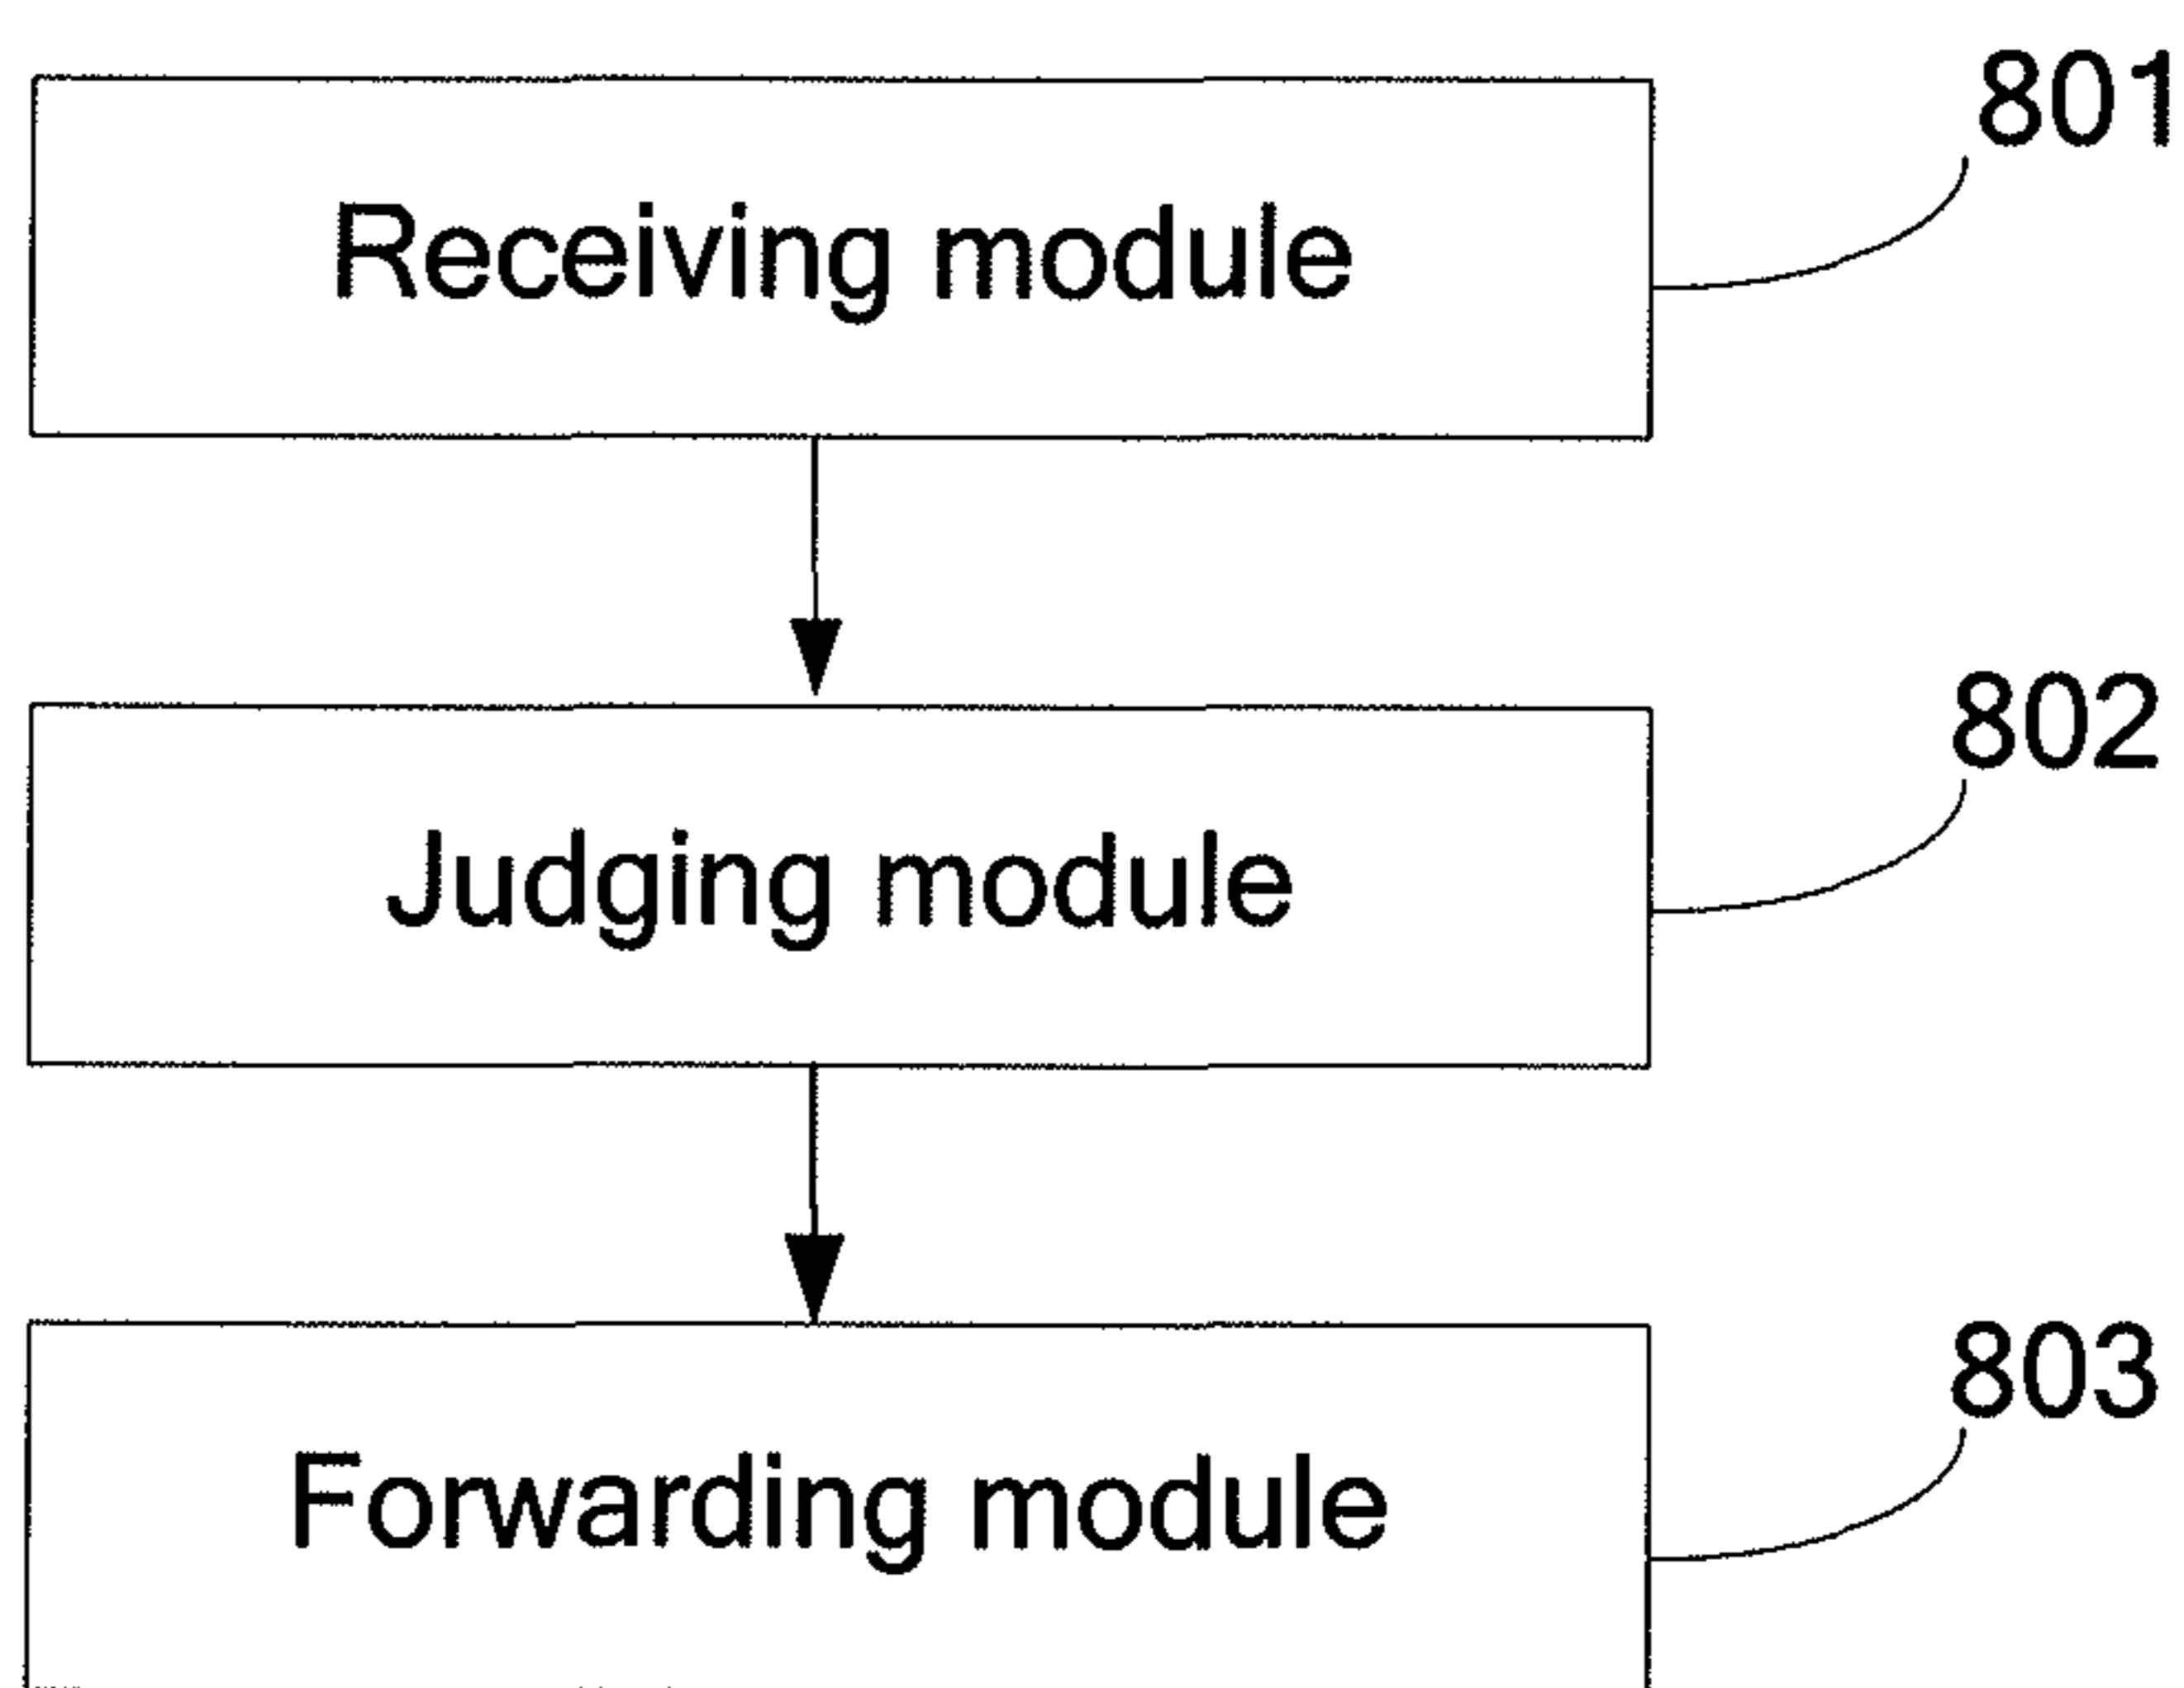 801
Receiving module
802
Judging module
803
Forwarding module